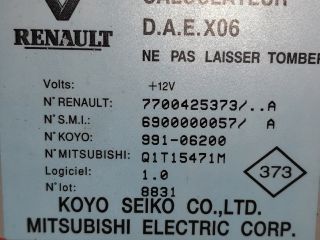 CALCULATEUR
RENAULT
D.A.E.X06
NE PAS LAISSER TOMBER
Volts: +12V
N° RENAULT: 7700425373/..A
N° S.M.I.: 6900000057/ A
N° KOYO: 991-06200
N° MITSUBISHI: Q1T15471M
Logiciel: 1.0
N° lot: 8831
373
KOYO SEIKO CO.,LTD.
MITSUBISHI ELECTRIC CORP.